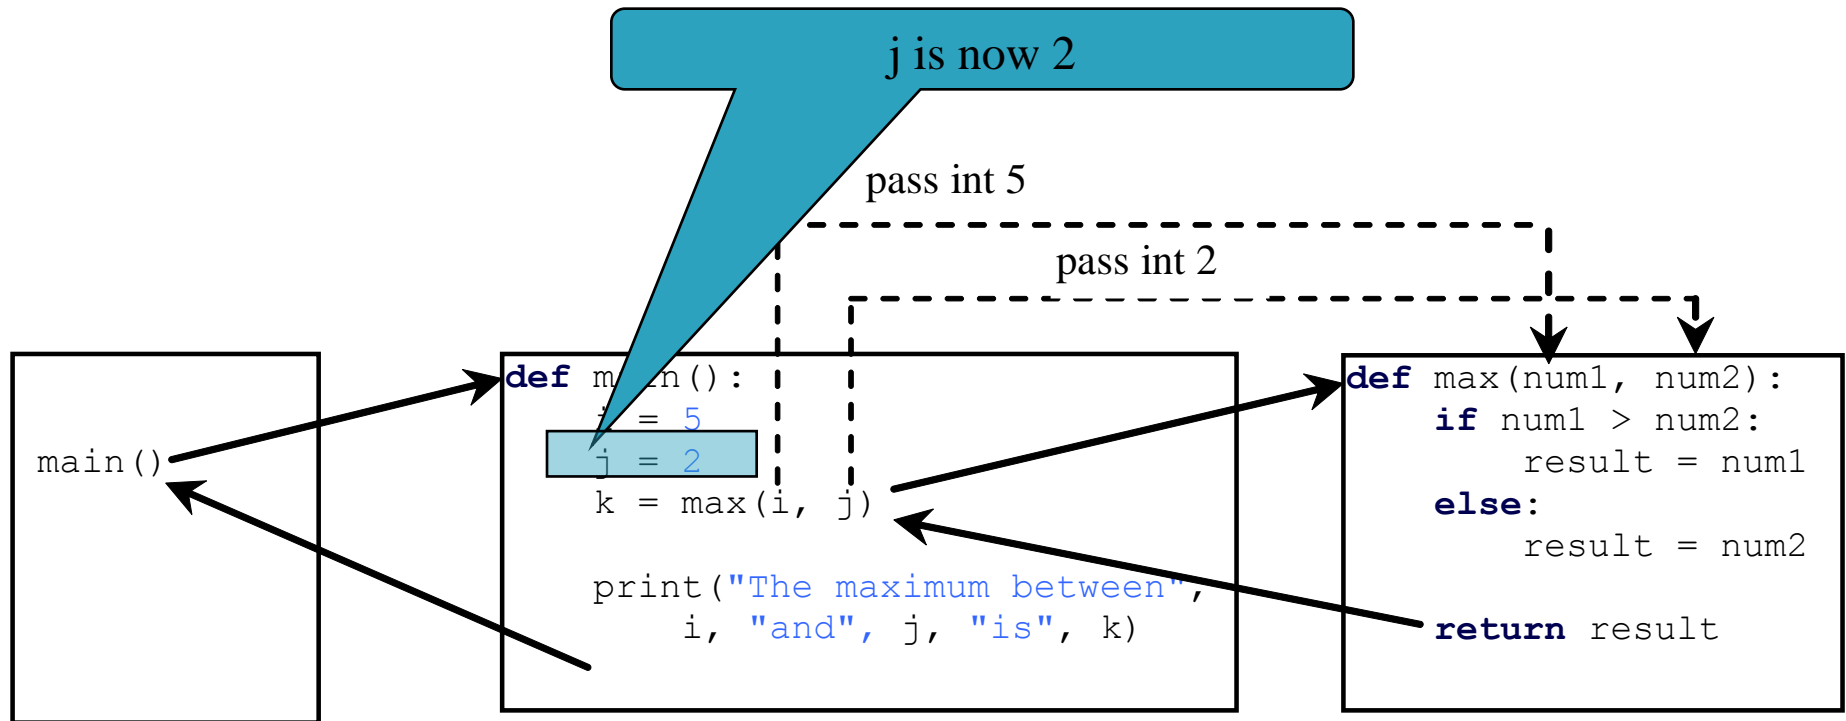 j is now 2
pass int 5
pass int 2
main()
def main():
    i = 5
    j = 2
    k = max(i, j)
    print("The maximum between",
        i, "and", j, "is", k)
def max(num1, num2):
    if num1 > num2:
        result = num1
    else:
        result = num2
    return result